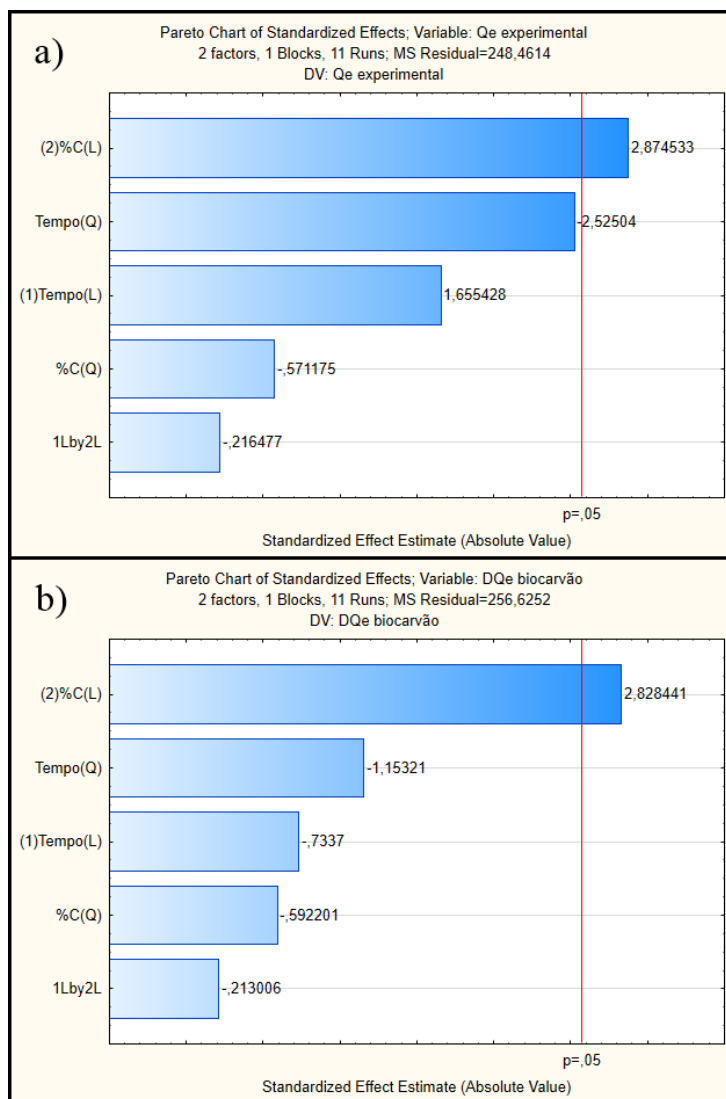 a)
Pareto Chart of Standardized Effects; Variable: Qe experimental
2 factors, 1 Blocks, 11 Runs; MS Residual=248,4614
DV: Qe experimental
(2)%C(L)
2,874533
Tempo(Q)
-2,52504
(1)Tempo(L)
1,655428
%C(Q)
-,571175
1Lby2L
-,216477
p=,05
Standardized Effect Estimate (Absolute Value)
b)
Pareto Chart of Standardized Effects; Variable: DQe biocarvão
2 factors, 1 Blocks, 11 Runs; MS Residual=256,6252
DV: DQe biocarvão
(2)%C(L)
2,828441
Tempo(Q)
-1,15321
(1)Tempo(L)
-,7337
%C(Q)
-,592201
1Lby2L
-,213006
p=,05
Standardized Effect Estimate (Absolute Value)